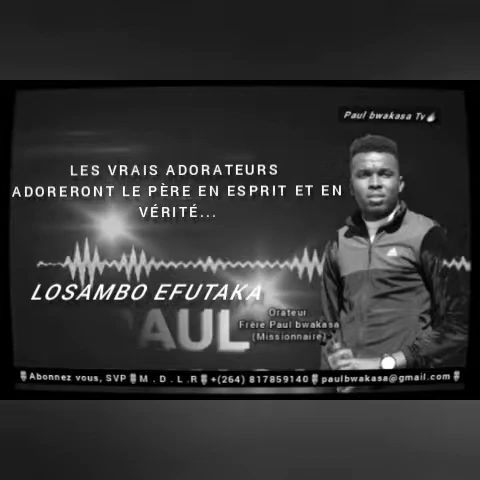 Paul bwakasa Tv
LES VRAIS ADORATEURS
ADORERONT LE PÈRE EN ESPRIT ET EN
VÉRITÉ...
LOSAMBO EFUTAKA
PAUL
Orateur
Frère Paul bwakasa
(Missionnaire)
Abonnez vous, SVP M . D . L .R +(264) 817859140 paulbwakasa@gmail.com